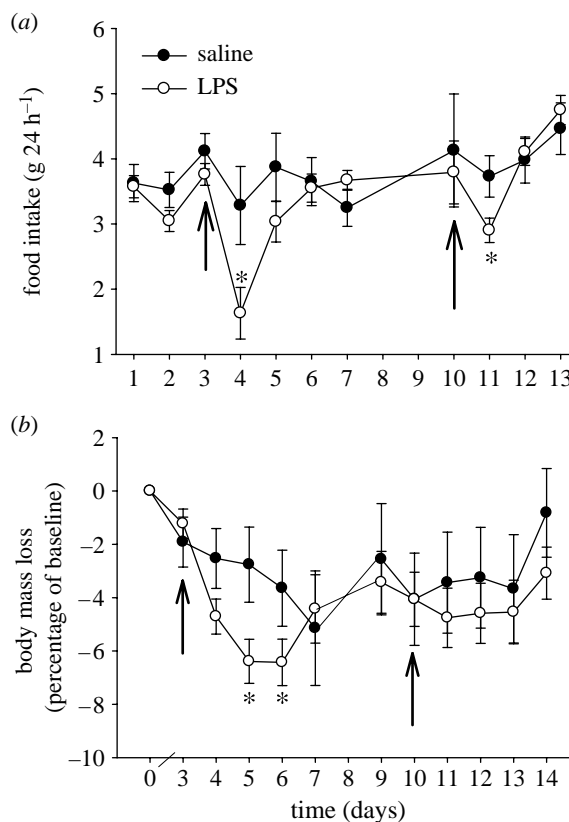 (a)
6
5
4
3
2
1
food intake (g 24 h⁻¹)
saline
LPS
*
*
1 2 3 4 5 6 7 8 9 10 11 12 13
(b)
2
0
−2
−4
−6
−8
−10
body mass loss
(percentage of baseline)
* *
0 3 4 5 6 7 8 9 10 11 12 13 14
time (days)